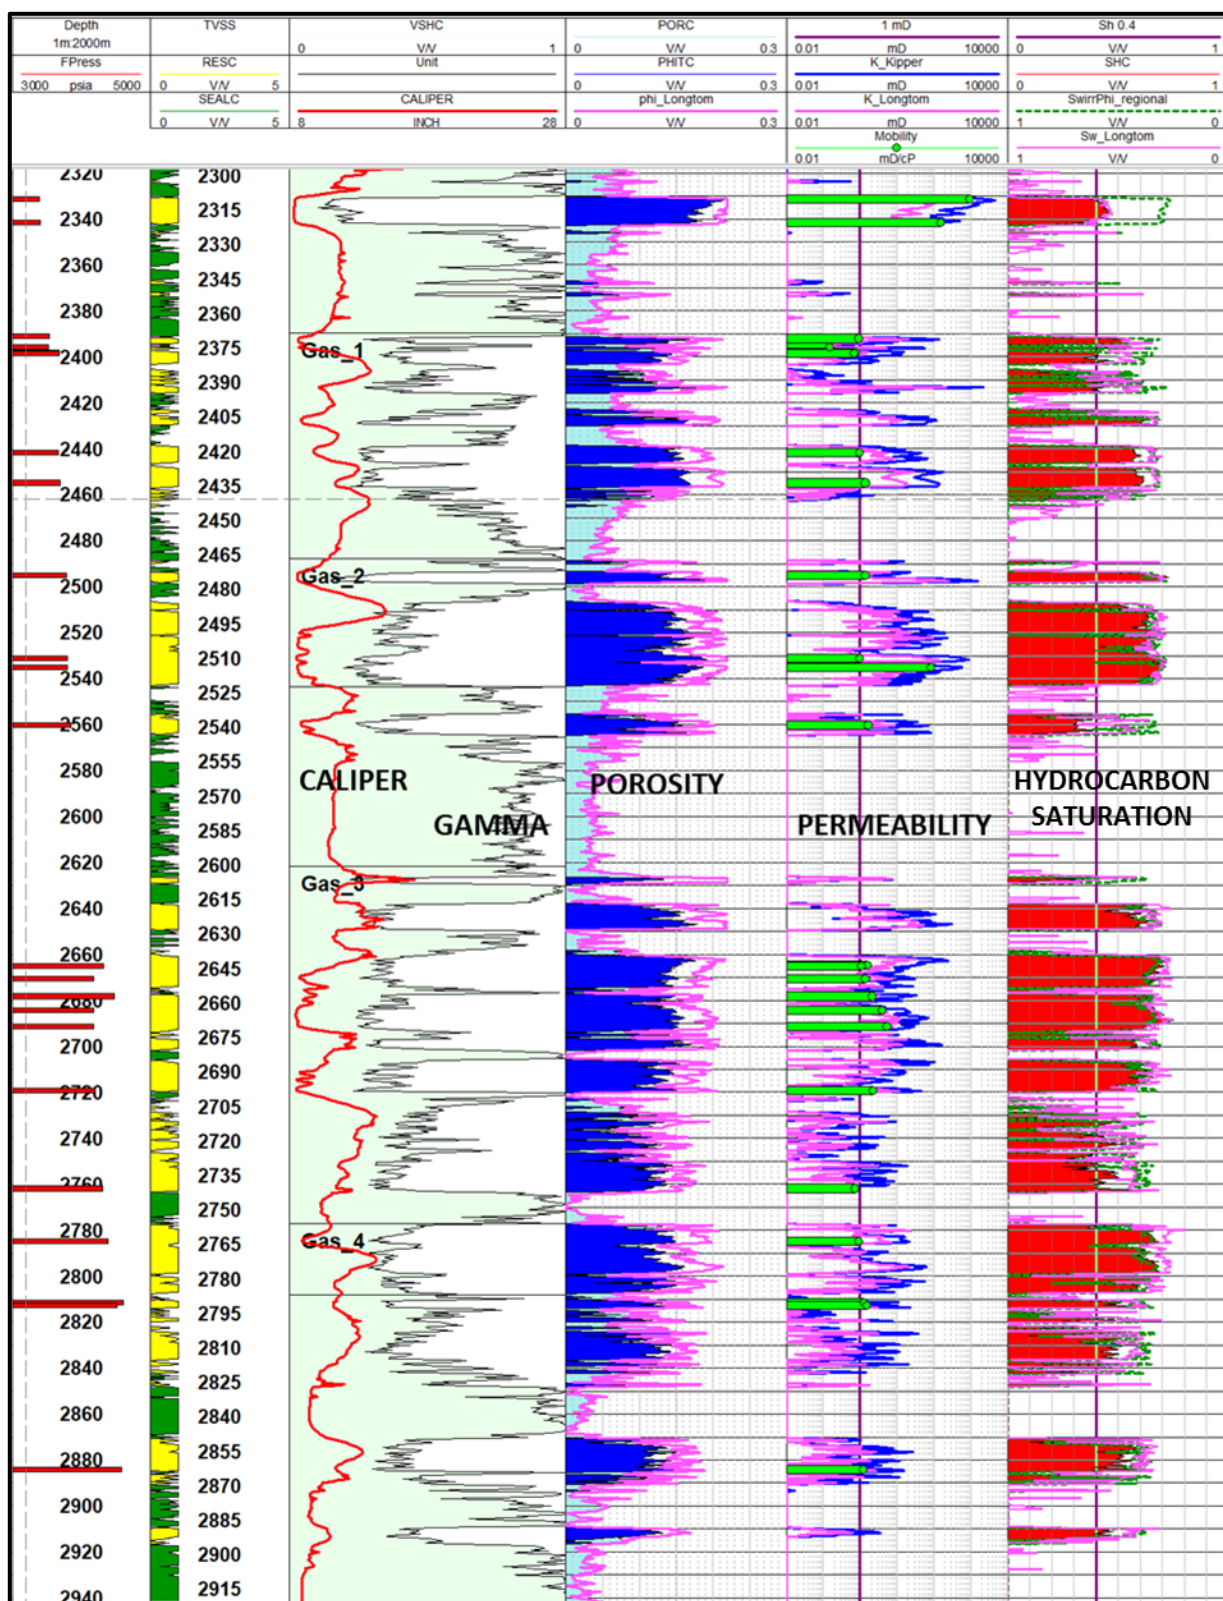 Depth TVSS VSHC PORC 1 mD Sh 0.4
1m:2000m 0 V/V 1 0 V/V 0.3 0.01 mD 10000 0 V/V 1
FPress RESC Unit PHITC K_Kipper SHC
3000 psia 5000 0 V/V 5 0 V/V 0.3 0.01 mD 10000 0 V/V 1
SEALC CALIPER phi_Longtom K_Longtom SwirrPhi_regional
0 V/V 5 8 INCH 28 0 V/V 0.3 0.01 mD 10000 1 V/V 0
Mobility Sw_Longtom
0.01 mD/cP 10000 1 V/V 0
2320 2300
2315
2340
2330
2360 2345
2380 2360
2400 2375 Gas_1
2390
2420 2405
2440 2420
2460 2435
2450
2480 2465
2500 2480 Gas_2
2520 2495
2510
2540 2525
2560 2540
2555
2580 2570
CALIPER POROSITY HYDROCARBON
2600 SATURATION
2585 GAMMA PERMEABILITY
2620 2600
2615 Gas_3
2640 2630
2660 2645
2680 2660
2700 2675
2690
2720 2705
2740 2720
2760 2735
2750
2780 2765 Gas_4
2800 2780
2795
2820 2810
2840 2825
2860 2840
2880 2855
2870
2900 2885
2920 2900
2940 2915